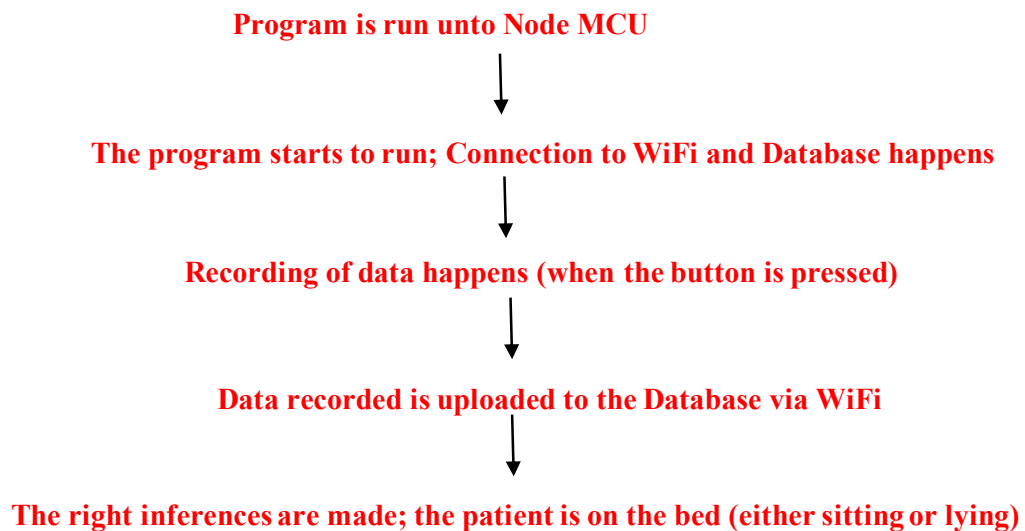 Program is run unto Node MCU
The program starts to run; Connection to WiFi and Database happens
Recording of data happens (when the button is pressed)
Data recorded is uploaded to the Database via WiFi
The right inferences are made; the patient is on the bed (either sitting or lying)